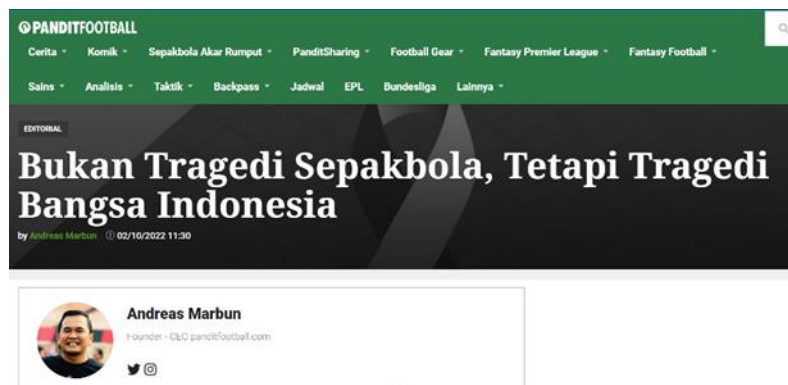 PANDITFOOTBALL
Cerita Komik Sepakbola Akar Rumput PanditSharing Football Gear Fantasy Premier League Fantasy Football
Sains Analisis Taktik Backpass Jadwal EPL Bundesliga Lainnya
EDITORIAL
Bukan Tragedi Sepakbola, Tetapi Tragedi
Bangsa Indonesia
by Andreas Marbun 02/10/2022 11:30
Andreas Marbun
Founder - CEO panditfootball.com